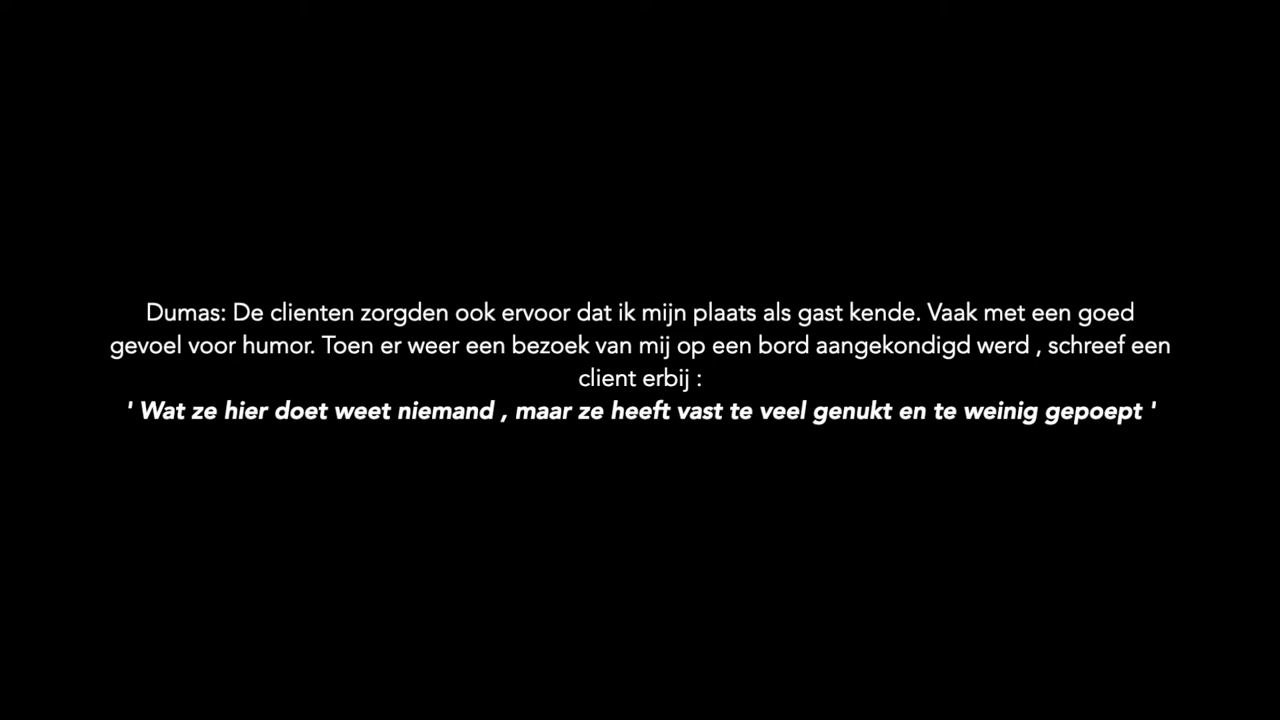 Dumas: De clienten zorgden ook ervoor dat ik mijn plaats als gast kende. Vaak met een goed
gevoel voor humor. Toen er weer een bezoek van mij op een bord aangekondigd werd , schreef een
client erbij :
' Wat ze hier doet weet niemand , maar ze heeft vast te veel genukt en te weinig gepoept '